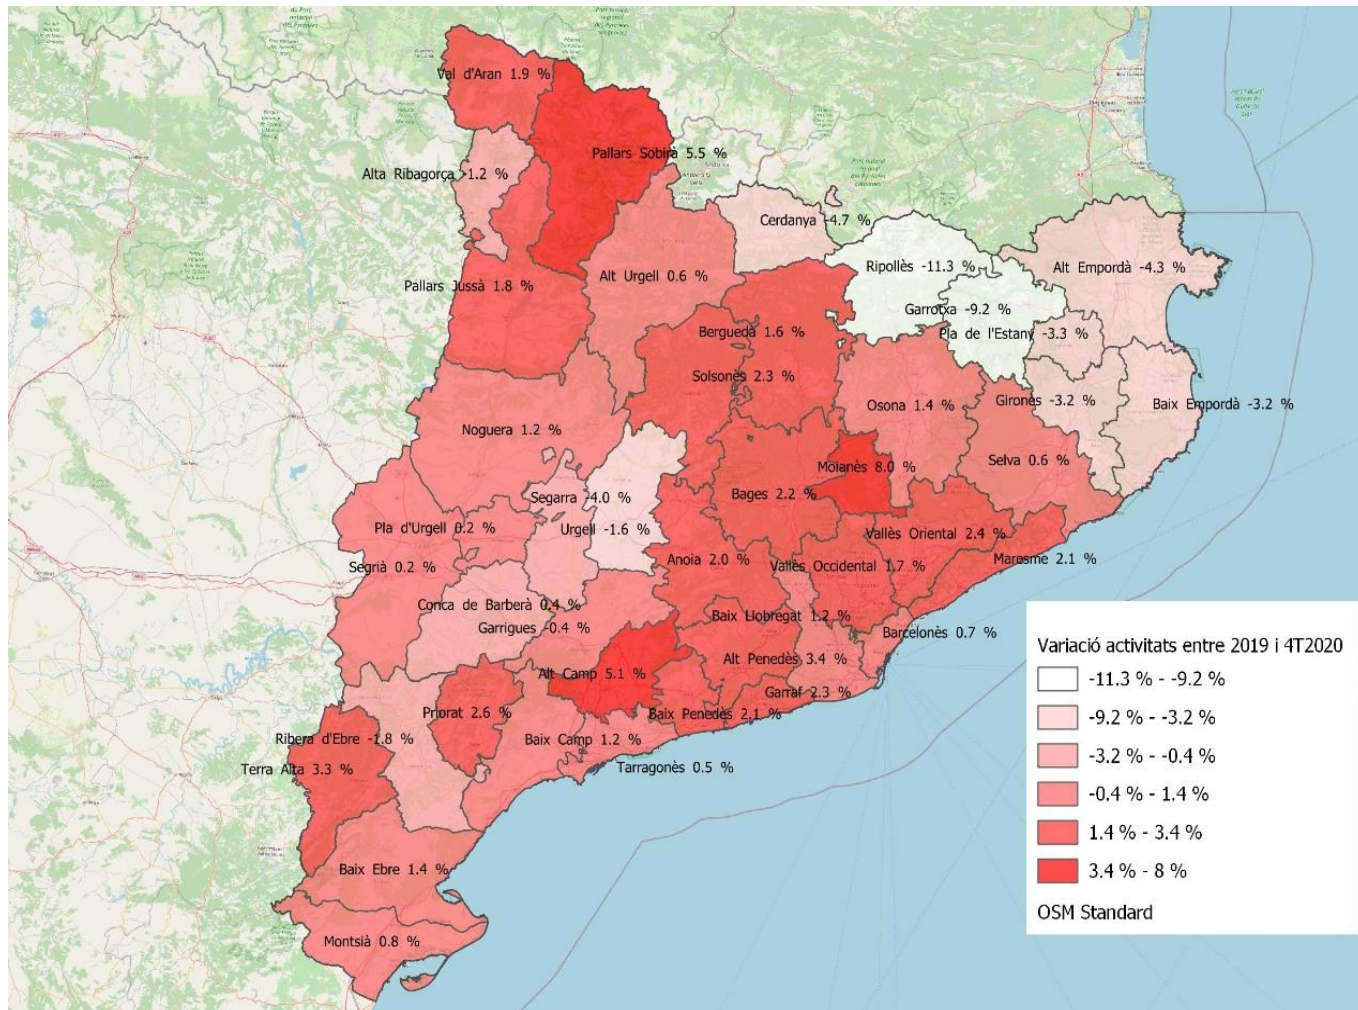 Val d'Aran 1.9 %
Pallars Sobirà 5.5 %
Alta Ribagorça -1.2 %
Cerdanya -4.7 %
Ripollès -11.3 %
Alt Empordà -4.3 %
Alt Urgell 0.6 %
Pallars Jussà 1.8 %
Garrotxa -9.2 %
Berguedà 1.6 %
Pla de l'Estany -3.3 %
Solsonès 2.3 %
Osona 1.4 %
Gironès -3.2 %
Baix Empordà -3.2 %
Noguera 1.2 %
Selva 0.6 %
Moianès 8.0 %
Segarra -4.0 %
Bages 2.2 %
Pla d'Urgell 0.2 %
Urgell -1.6 %
Vallès Oriental 2.4 %
Segrià 0.2 %
Anoia 2.0 %
Vallès Occidental 1.7 %
Maresme 2.1 %
Conca de Barberà 0.4 %
Garrigues -0.4 %
Baix Llobregat 1.2 %
Barcelonès 0.7 %
Alt Camp 5.1 %
Alt Penedès 3.4 %
Garraf 2.3 %
Priorat 2.6 %
Baix Penedès 2.1 %
Ribera d'Ebre -1.8 %
Baix Camp 1.2 %
Terra Alta 3.3 %
Tarragonès 0.5 %
Baix Ebre 1.4 %
Montsià 0.8 %
Variació activitats entre 2019 i 4T2020
-11.3 % - -9.2 %
-9.2 % - -3.2 %
-3.2 % - -0.4 %
-0.4 % - 1.4 %
1.4 % - 3.4 %
3.4 % - 8 %
OSM Standard